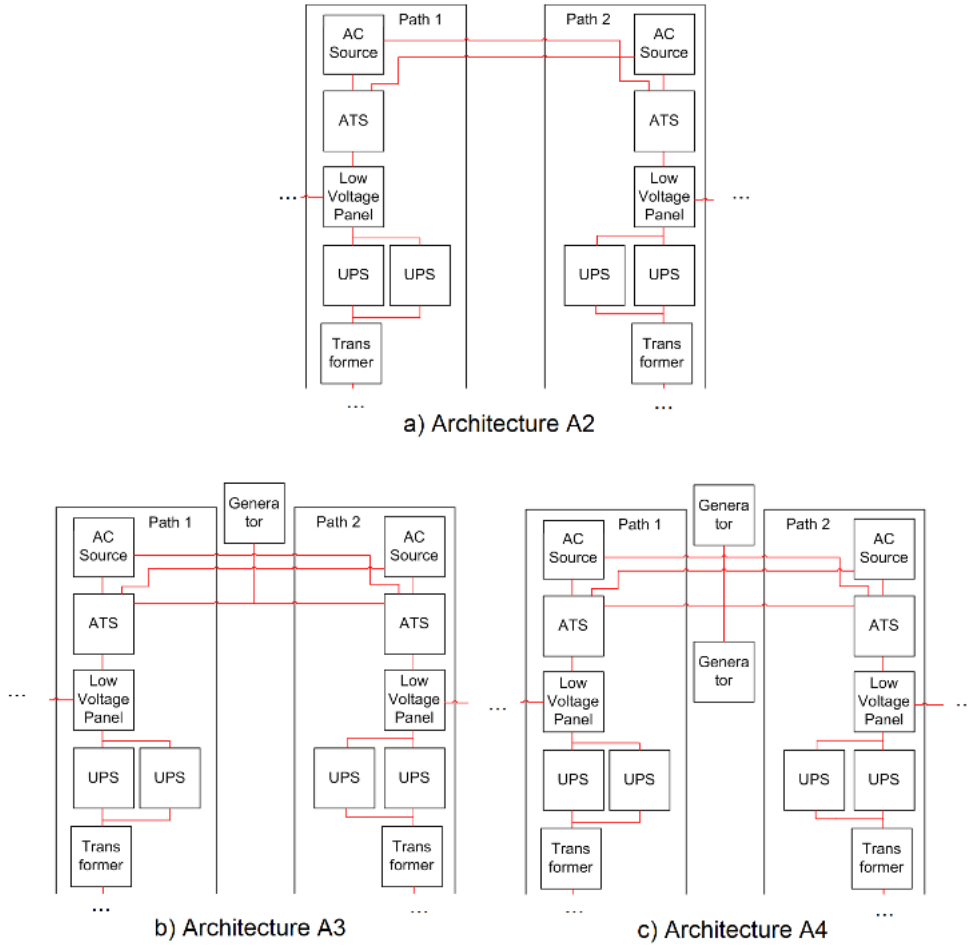 Path 1
Path 2
AC
Source
AC
Source
ATS
ATS
Low
Voltage
Panel
Low
Voltage
Panel
...
...
UPS
UPS
UPS
UPS
Trans
former
Trans
former
...
...
a) Architecture A2
Genera
tor
Path 1
Path 2
AC
Source
AC
Source
ATS
ATS
Low
Voltage
Panel
Low
Voltage
Panel
...
...
UPS
UPS
UPS
UPS
Trans
former
Trans
former
...
...
b) Architecture A3
Genera
tor
Path 1
Path 2
AC
Source
AC
Source
ATS
ATS
Genera
tor
Low
Voltage
Panel
Low
Voltage
Panel
...
UPS
UPS
UPS
UPS
Trans
former
Trans
former
...
...
c) Architecture A4